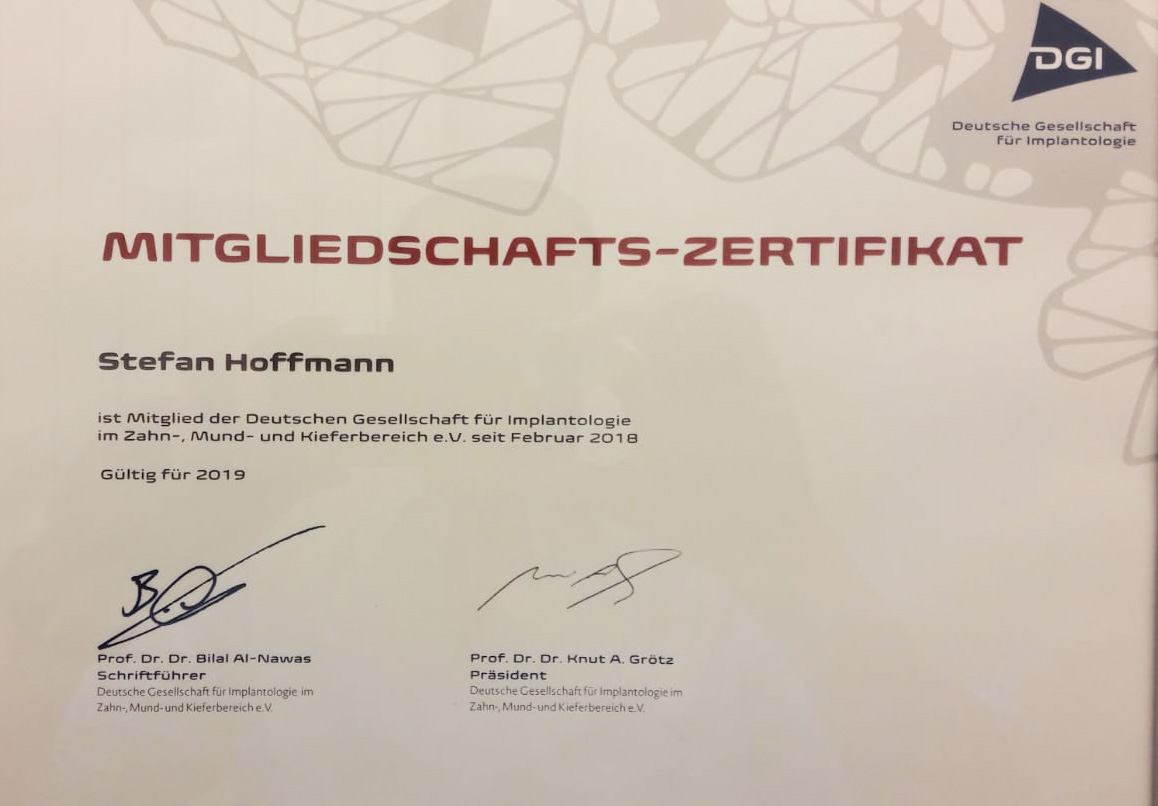 DGI
Deutsche Gesellschaft
für Implantologie
MITGLIEDSCHAFTS-ZERTIFIKAT
Stefan Hoffmann
ist Mitglied der Deutschen Gesellschaft für Implantologie
im Zahn-, Mund- und Kieferbereich e.V. seit Februar 2018
Gültig für 2019
Prof. Dr. Dr. Bilal Al-Nawas
Schriftführer
Deutsche Gesellschaft für Implantologie im
Zahn-, Mund- und Kieferbereich e.V.
Prof. Dr. Dr. Knut A. Grötz
Präsident
Deutsche Gesellschaft für Implantologie im
Zahn-, Mund- und Kieferbereich e.V.